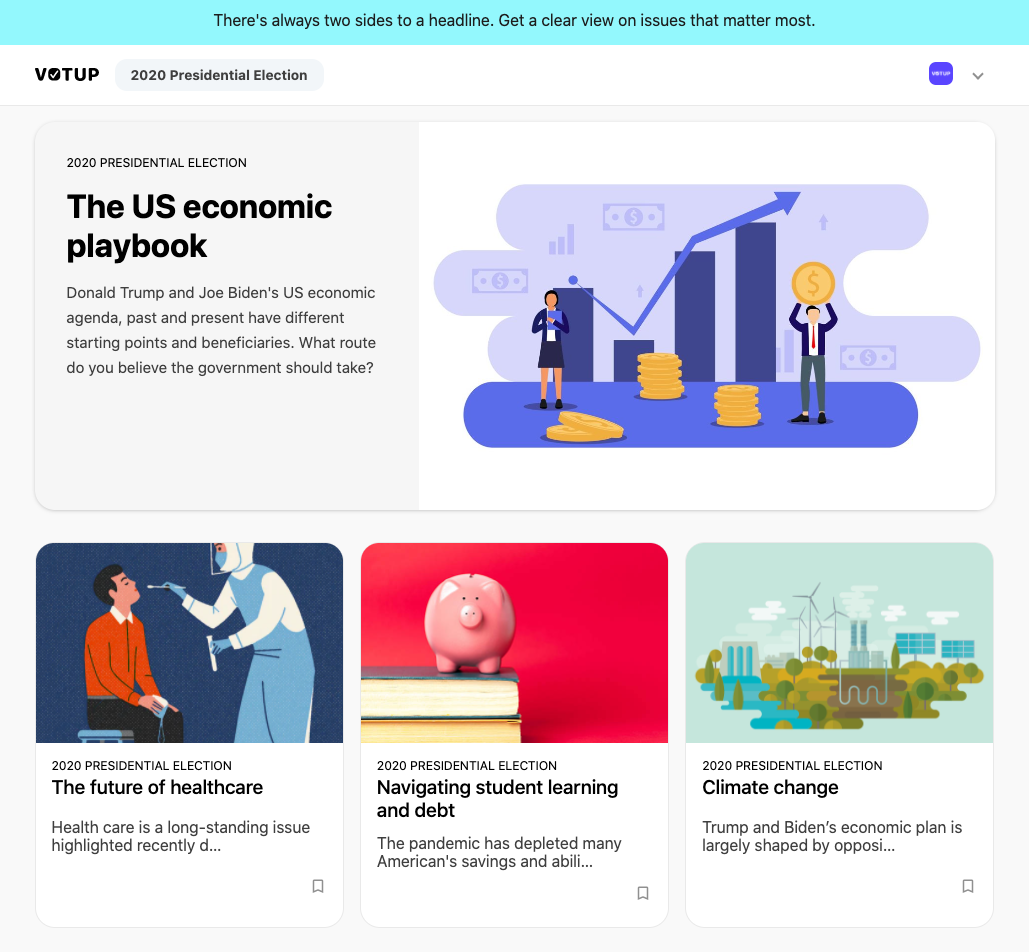 There's always two sides to a headline. Get a clear view on issues that matter most.
VOTUP
2020 Presidential Election
VOTUP
2020 PRESIDENTIAL ELECTION
The US economic
playbook
Donald Trump and Joe Biden's US economic
agenda, past and present have different
starting points and beneficiaries. What route
do you believe the government should take?
$
$
$
$
2020 PRESIDENTIAL ELECTION
The future of healthcare
Health care is a long-standing issue
highlighted recently d...
2020 PRESIDENTIAL ELECTION
Navigating student learning
and debt
The pandemic has depleted many
American's savings and abili...
2020 PRESIDENTIAL ELECTION
Climate change
Trump and Biden’s economic plan is
largely shaped by opposi...